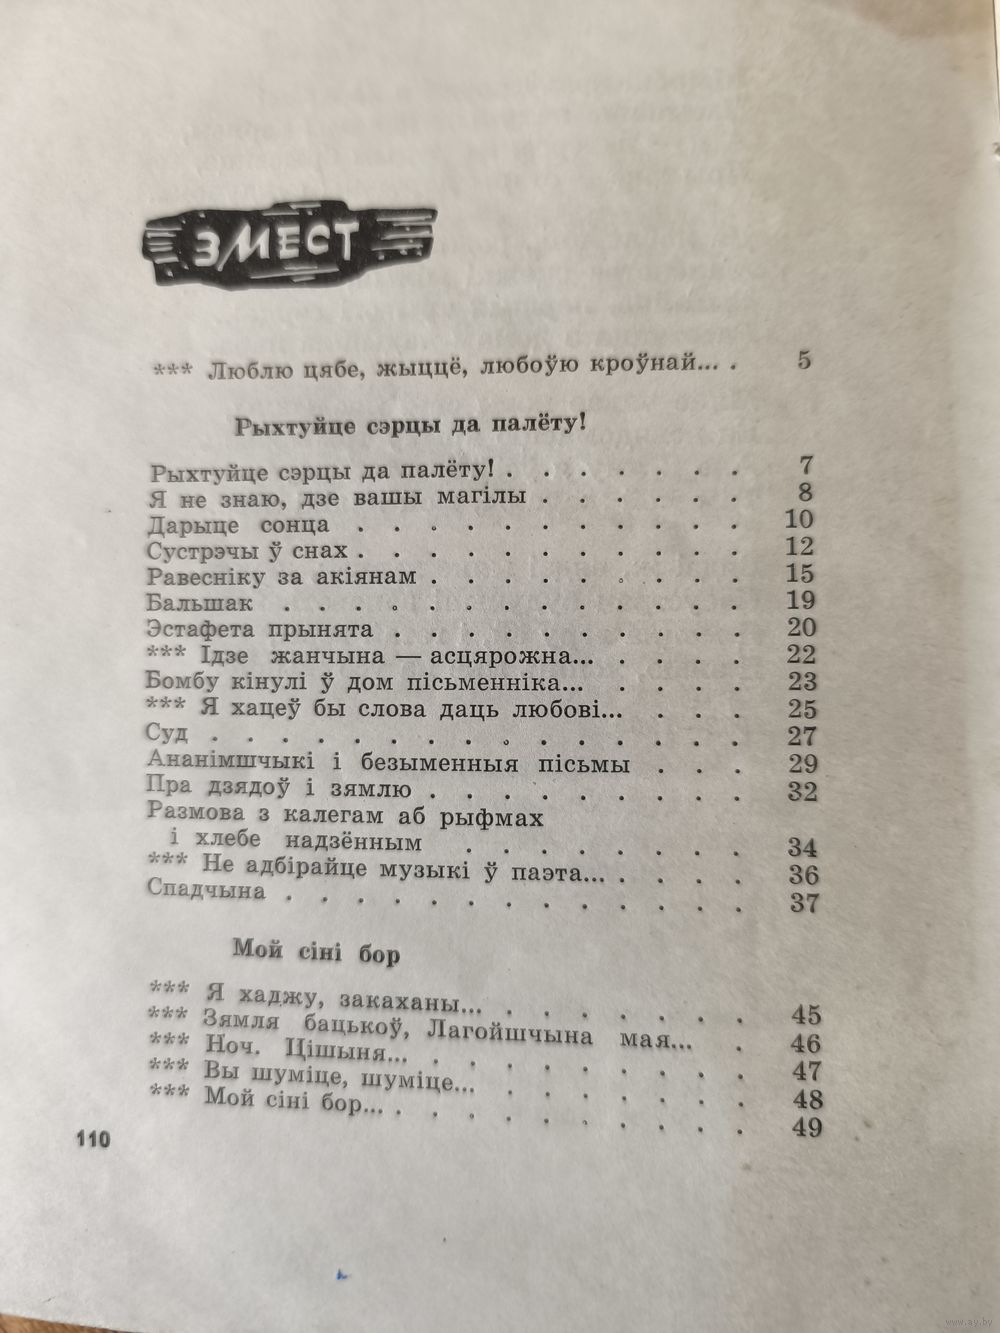 ЗМЕСТ
*** Люблю цябе, жыццё, любоўю кроўнай... . 5
Рыхтуйце сэрцы да палёту!
Рыхтуйце сэрцы да палёту! . . . . . . . 7
Я не знаю, дзе вашы магілы . . . . . . 8
Дарыце сонца . . . . . . . . . . 10
Сустрэчы ў снах . . . . . . . . . . 12
Равесніку за акіянам . . . . . . . . 15
Бальшак . . . . . . . . . . . . 19
Эстафета прынята . . . . . . . . . 20
*** Ідзе жанчына — асцярожна... . . . . 22
Бомбу кінулі ў дом пісьменніка... . . . . 23
*** Я хацеў бы слова даць любові... . . . 25
Суд . . . . . . . . . . . . . 27
Ананімшчыкі і безыменныя пісьмы . . . 29
Пра дзядоў і зямлю . . . . . . . . . 32
Размова з калегам аб рыфмах
і хлебе надзённым . . . . . . . . 34
*** Не адбірайце музыкі ў паэта... . . . . 36
Спадчына . . . . . . . . . . . . 37
Мой сіні бор
*** Я хаджу, закаханы... . . . . . . . 45
*** Зямля бацькоў, Лагойшчына мая... . 46
*** Ноч. Цішыня... . . . . . . . . . 47
*** Вы шуміце, шуміце... . . . . . . . 48
*** Мой сіні бор... . . . . . . . . . . 49
110
www.ay.by